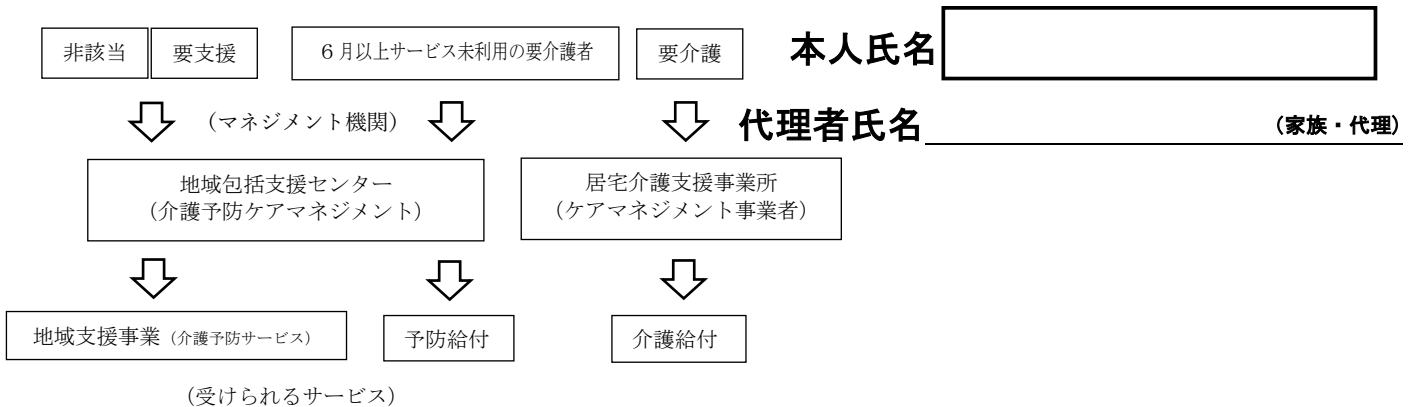 非該当 要支援 6月以上サービス未利用の要介護者 要介護 本人氏名
(マネジメント機関) 代理者氏名 (家族・代理)
地域包括支援センター
(介護予防ケアマネジメント)
居宅介護支援事業所
(ケアマネジメント事業者)
地域支援事業(介護予防サービス) 予防給付 介護給付
(受けられるサービス)